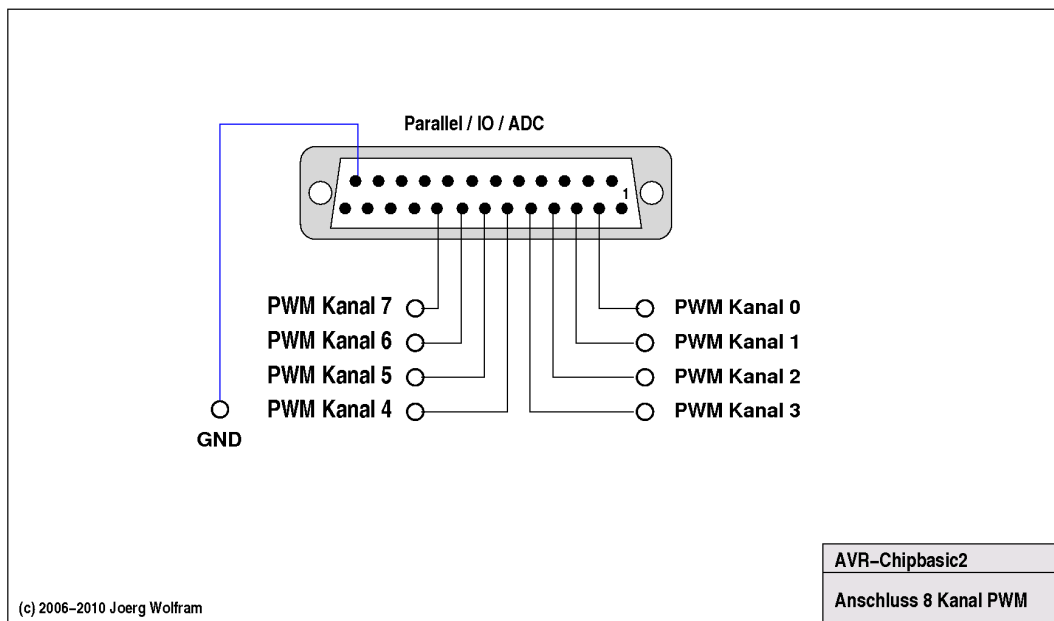 Parallel / IO / ADC
1
PWM Kanal 7
PWM Kanal 0
PWM Kanal 6
PWM Kanal 1
PWM Kanal 5
PWM Kanal 2
PWM Kanal 4
PWM Kanal 3
GND
AVR−Chipbasic2
Anschluss 8 Kanal PWM
(c) 2006−2010 Joerg Wolfram